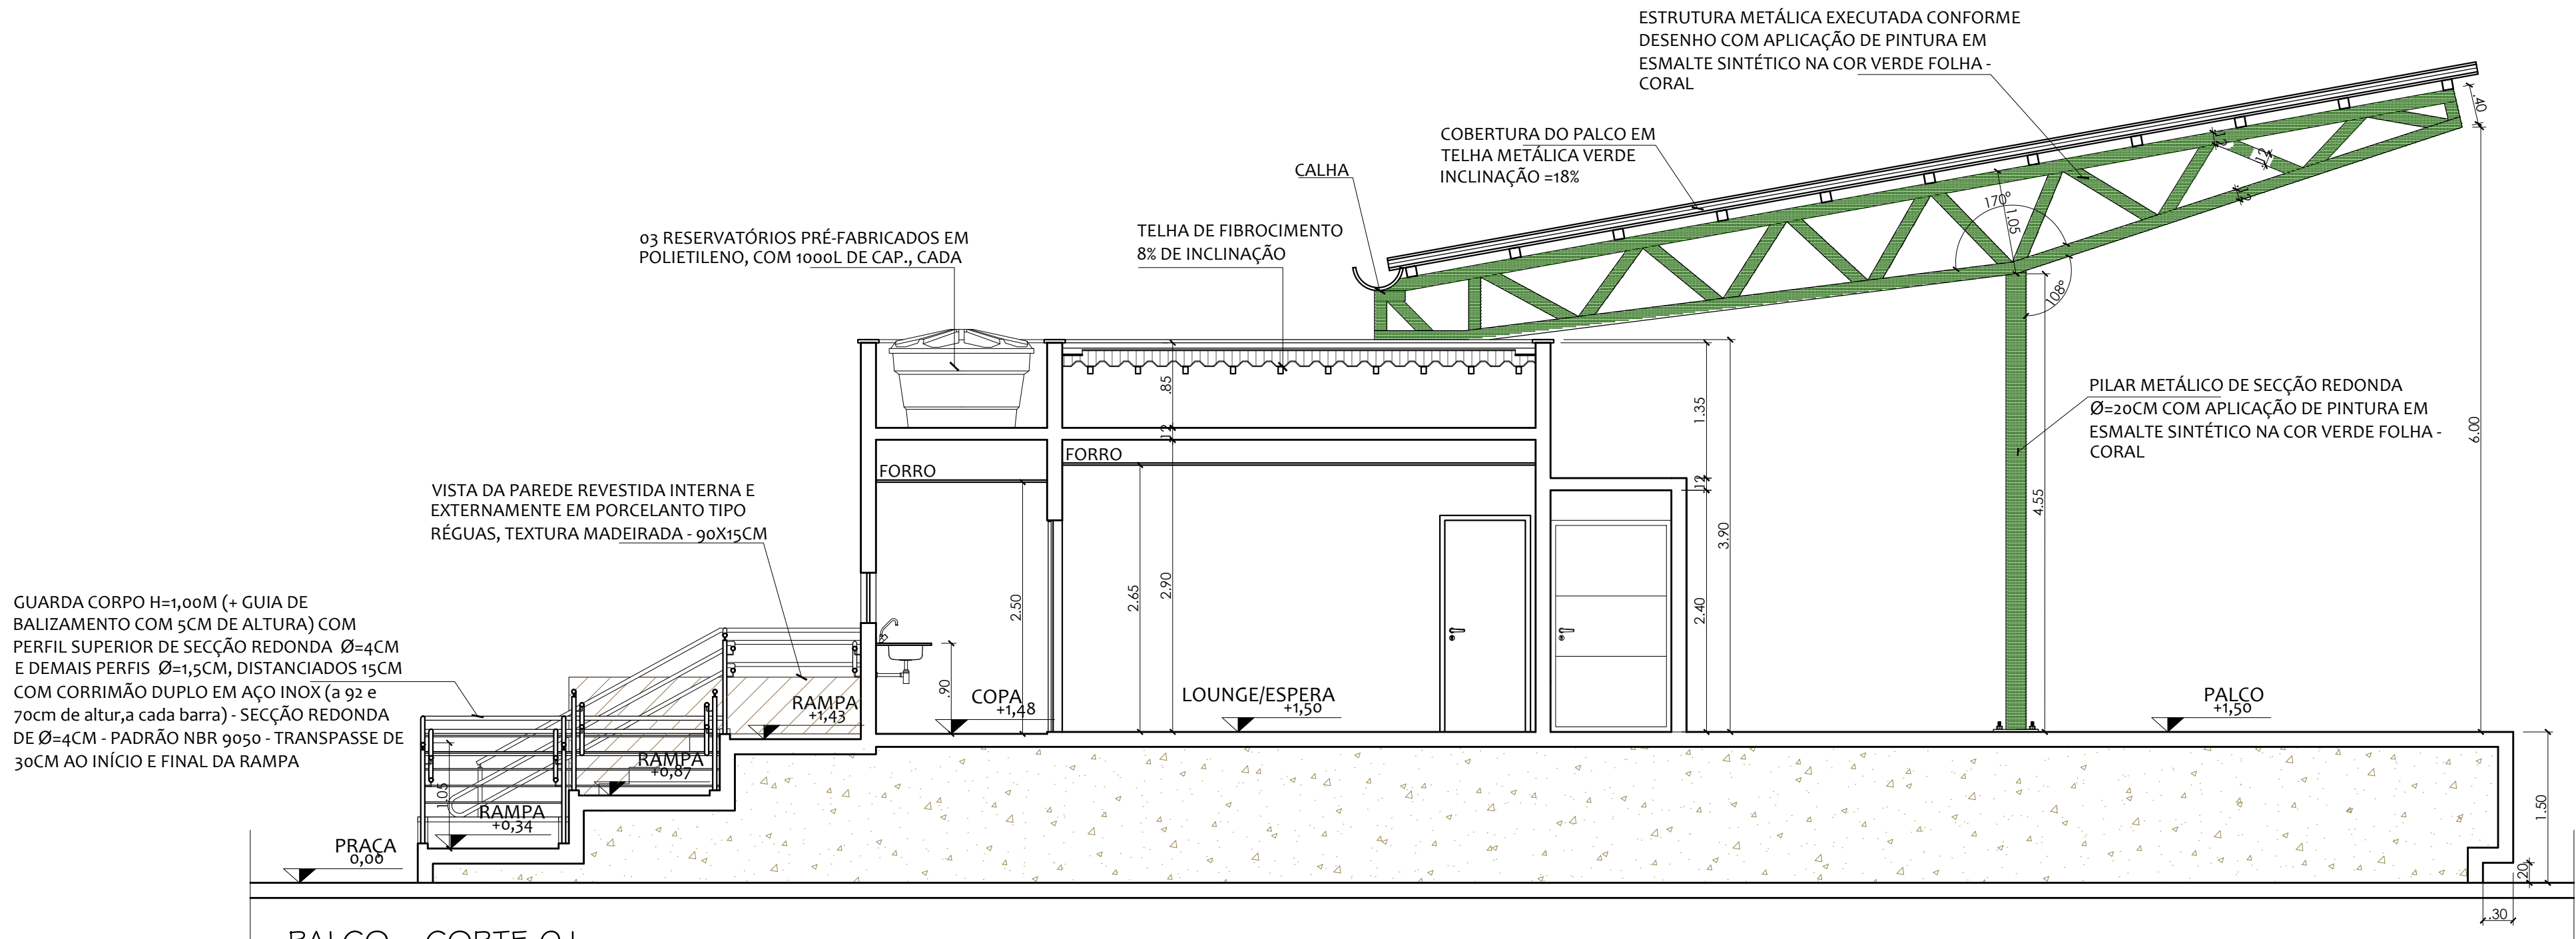 ESTRUTURA METÁLICA EXECUTADA CONFORME
DESENHO COM APLICAÇÃO DE PINTURA EM
ESMALTE SINTÉTICO NA COR VERDE FOLHA -
CORAL
COBERTURA DO PALCO EM
TELHA METÁLICA VERDE
INCLINAÇÃO =18%
CALHA
TELHA DE FIBROCIMENTO
8% DE INCLINAÇÃO
03 RESERVATÓRIOS PRÉ-FABRICADOS EM
POLIETILENO, COM 1000L DE CAP., CADA
.40
12
12
12
170°
1.05
108°
PILAR METÁLICO DE SECÇÃO REDONDA
Ø=20CM COM APLICAÇÃO DE PINTURA EM
ESMALTE SINTÉTICO NA COR VERDE FOLHA -
CORAL
6.00
4.55
.85
12
1.35
12
3.90
2.40
FORRO
FORRO
2.50
2.65
2.90
VISTA DA PAREDE REVESTIDA INTERNA E
EXTERNAMENTE EM PORCELANTO TIPO
RÉGUAS, TEXTURA MADEIRADA - 90X15CM
GUARDA CORPO H=1,00M (+ GUIA DE
BALIZAMENTO COM 5CM DE ALTURA) COM
PERFIL SUPERIOR DE SECÇÃO REDONDA Ø=4CM
E DEMAIS PERFIS Ø=1,5CM, DISTANCIADOS 15CM
COM CORRIMÃO DUPLO EM AÇO INOX (a 92 e
70cm de altur,a cada barra) - SECÇÃO REDONDA
DE Ø=4CM - PADRÃO NBR 9050 - TRANSPASSE DE
30CM AO INÍCIO E FINAL DA RAMPA
.90
RAMPA
+1,43
COPA
+1,48
LOUNGE/ESPERA
+1,50
PALCO
+1,50
RAMPA
+0,87
1.05
RAMPA
+0,34
PRAÇA
0,00
1.50
.20
.30
PALCO - CORTE 01